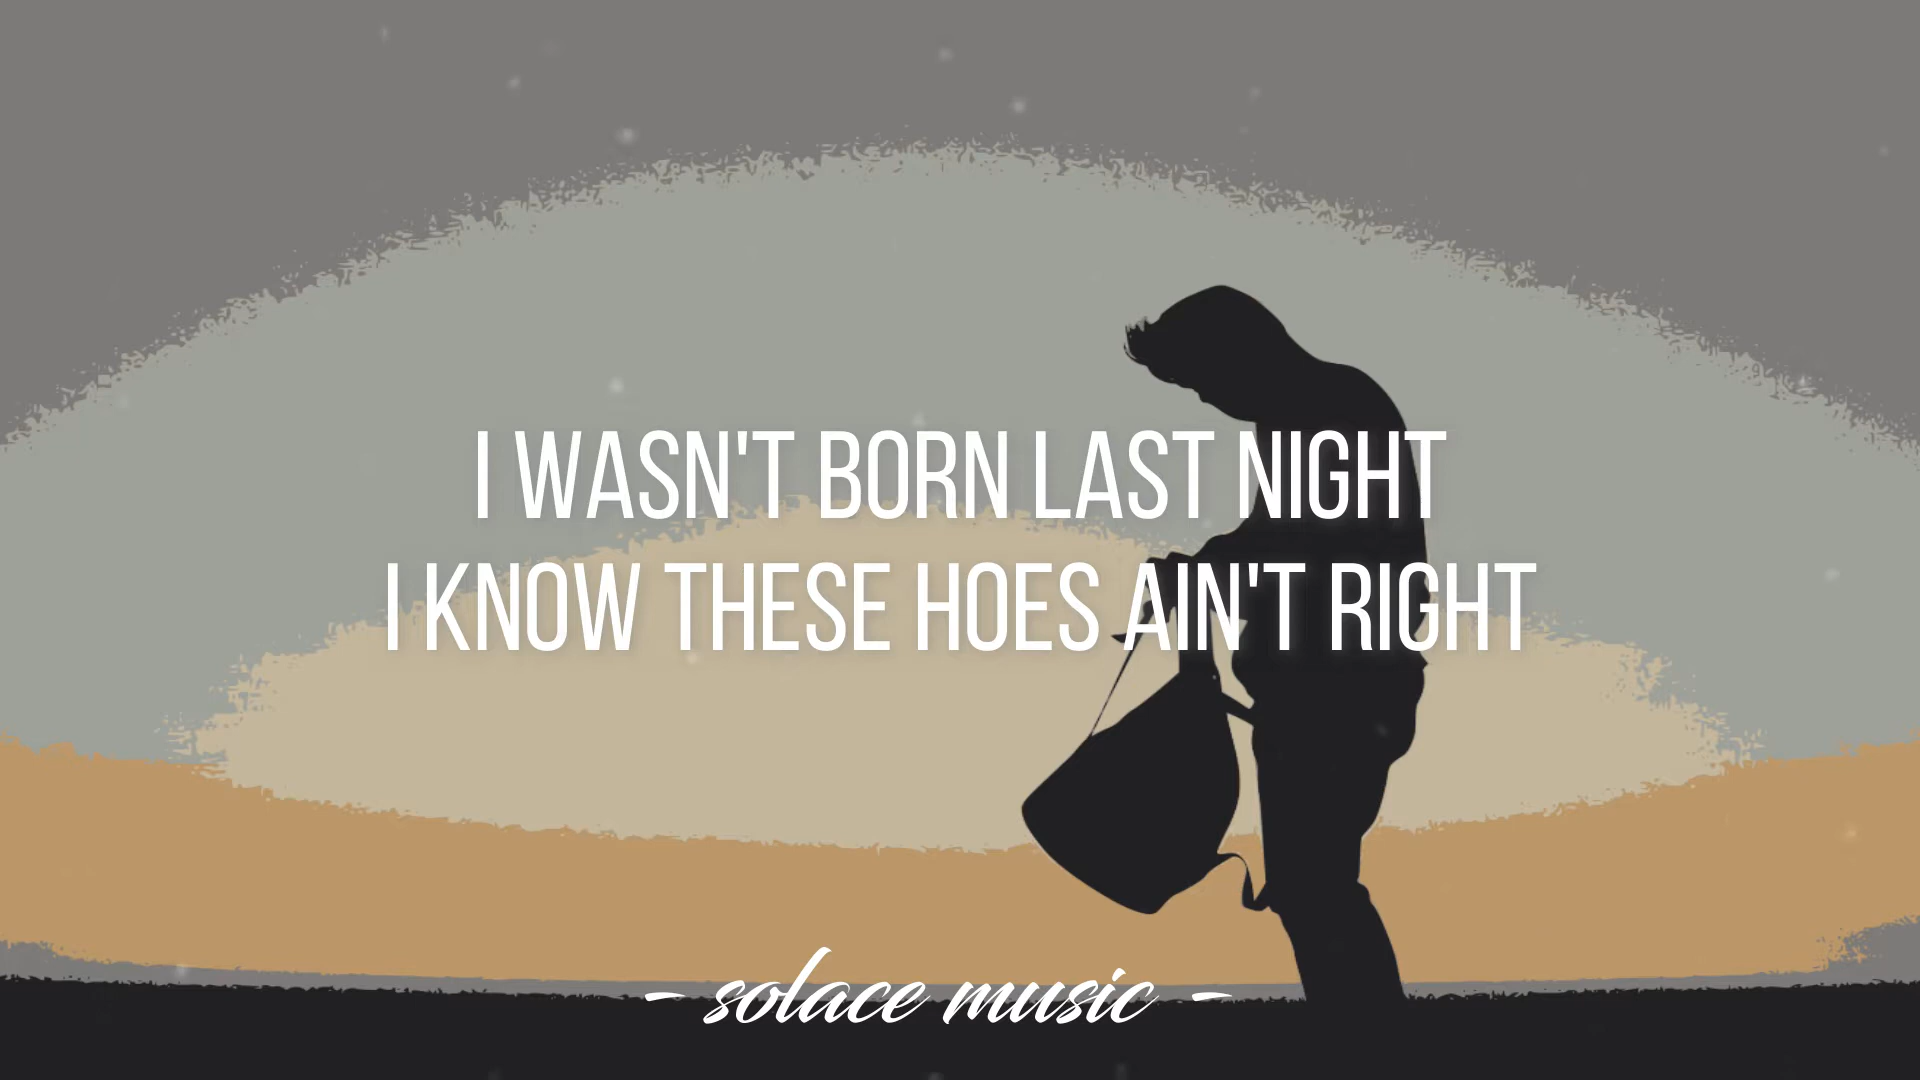 I WASN'T BORN LAST NIGHT
I KNOW THESE HOES AIN'T RIGHT
- solace music -